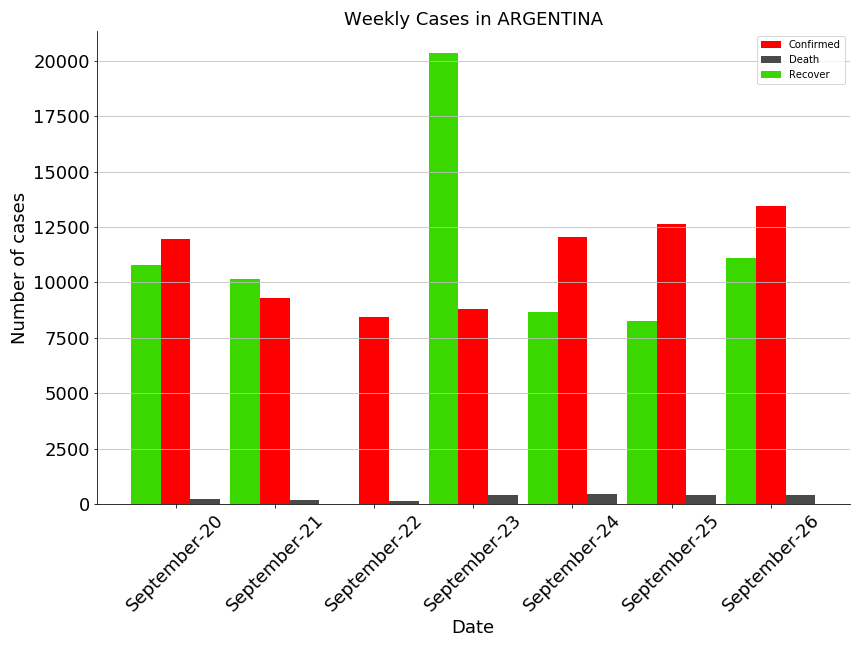 Weekly Cases in ARGENTINA
Confirmed
Death
Recover
Number of cases
20000
17500
15000
12500
10000
7500
5000
2500
0
September-20
September-21
September-22
September-23
September-24
September-25
September-26
Date